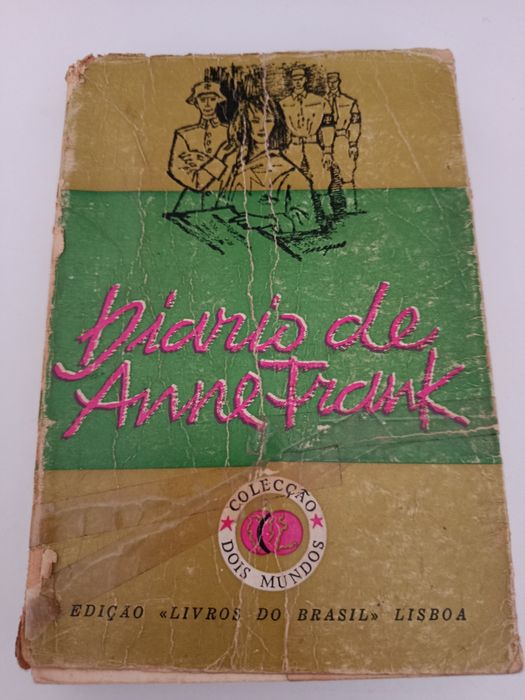 Diario de
Anne Frank
COLECÇÃO
DOIS MUNDOS
EDIÇÃO «LIVROS DO BRASIL» LISBOA